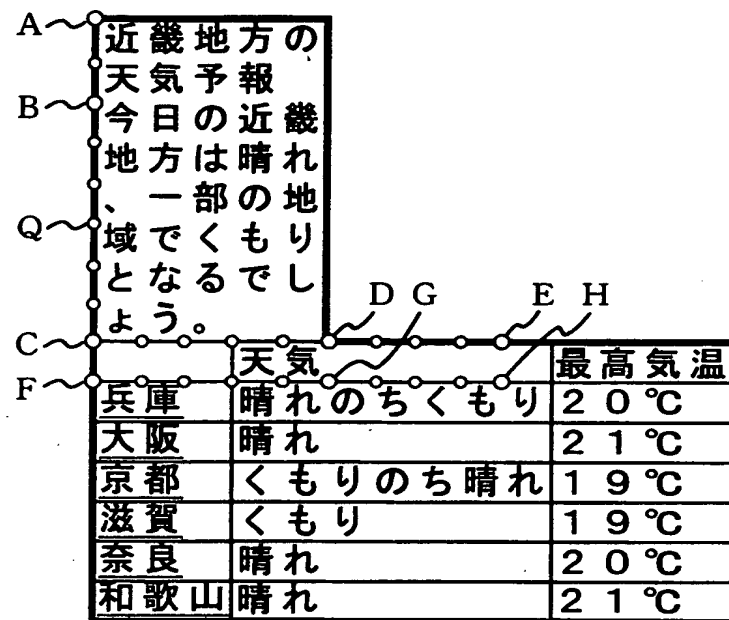 A
近畿地方の
天気予報
B
今日の近畿
地方は晴れ
、一部の地
Q
域でくもり
となるでし
ょう。
D G E H
C
天気 最高気温
F
兵庫 晴れのちくもり 20℃
大阪 晴れ 21℃
京都 くもりのち晴れ 19℃
滋賀 くもり 19℃
奈良 晴れ 20℃
和歌山 晴れ 21℃